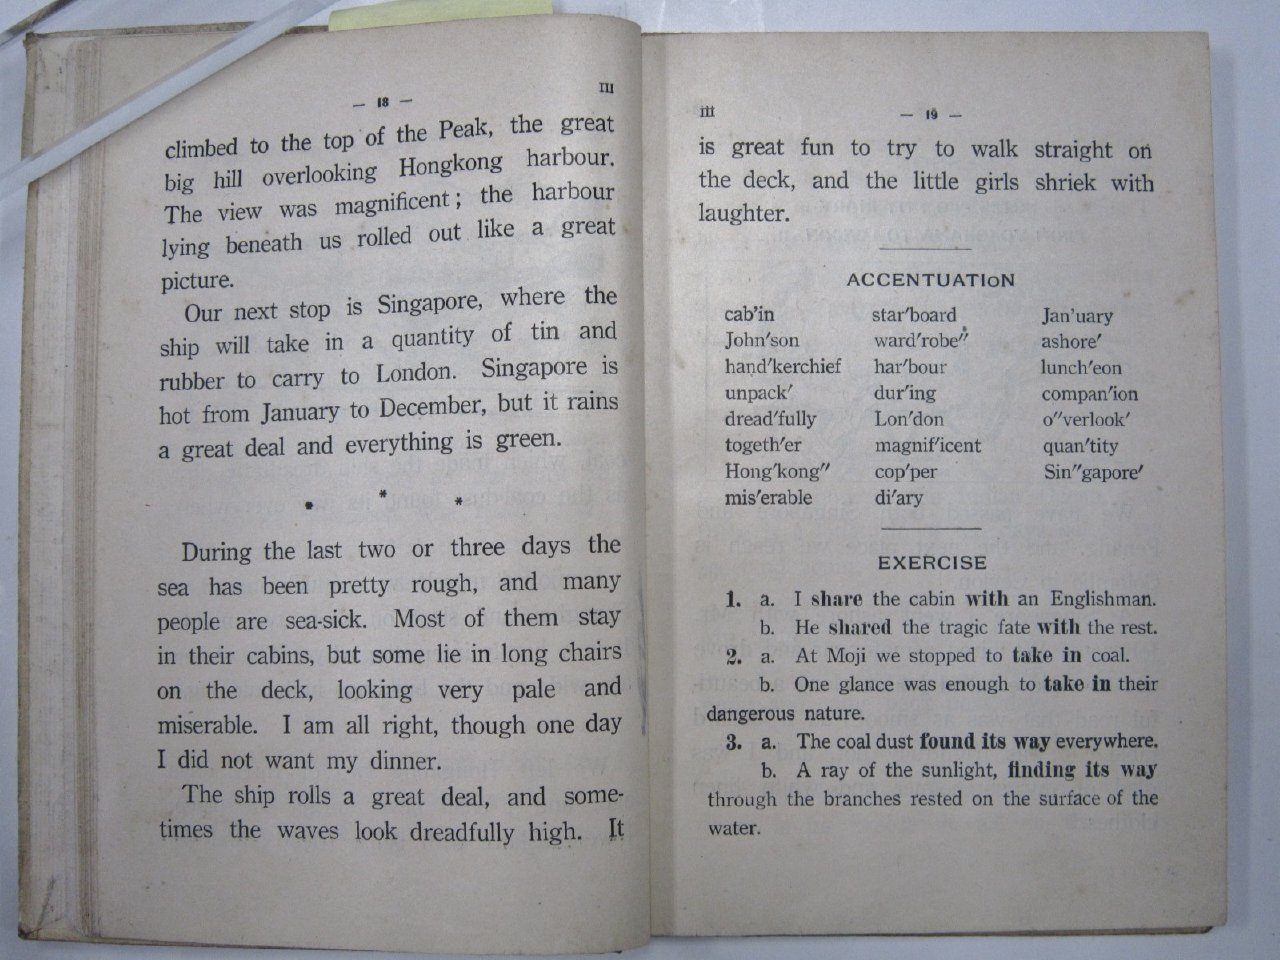 — 18 —
III
climbed to the top of the Peak, the great
big hill overlooking Hongkong harbour.
The view was magnificent; the harbour
lying beneath us rolled out like a great
picture.
Our next stop is Singapore, where the
ship will take in a quantity of tin and
rubber to carry to London. Singapore is
hot from January to December, but it rains
a great deal and everything is green.
* * *
During the last two or three days the
sea has been pretty rough, and many
people are sea-sick. Most of them stay
in their cabins, but some lie in long chairs
on the deck, looking very pale and
miserable. I am all right, though one day
I did not want my dinner.
The ship rolls a great deal, and some-
times the waves look dreadfully high. It
III
— 19 —
is great fun to try to walk straight on
the deck, and the little girls shriek with
laughter.
ACCENTUATION
cab'in star'board Jan'uary
John'son ward'robe" ashore'
hand'kerchief har'bour lunch'eon
unpack' dur'ing compan'ion
dread'fully Lon'don o"verlook'
togeth'er magnif'icent quan'tity
Hong'kong" cop'per Sin"gapore'
mis'erable di'ary
EXERCISE
1. a. I share the cabin with an Englishman.
b. He shared the tragic fate with the rest.
2. a. At Moji we stopped to take in coal.
b. One glance was enough to take in their
dangerous nature.
3. a. The coal dust found its way everywhere.
b. A ray of the sunlight, finding its way
through the branches rested on the surface of the
water.